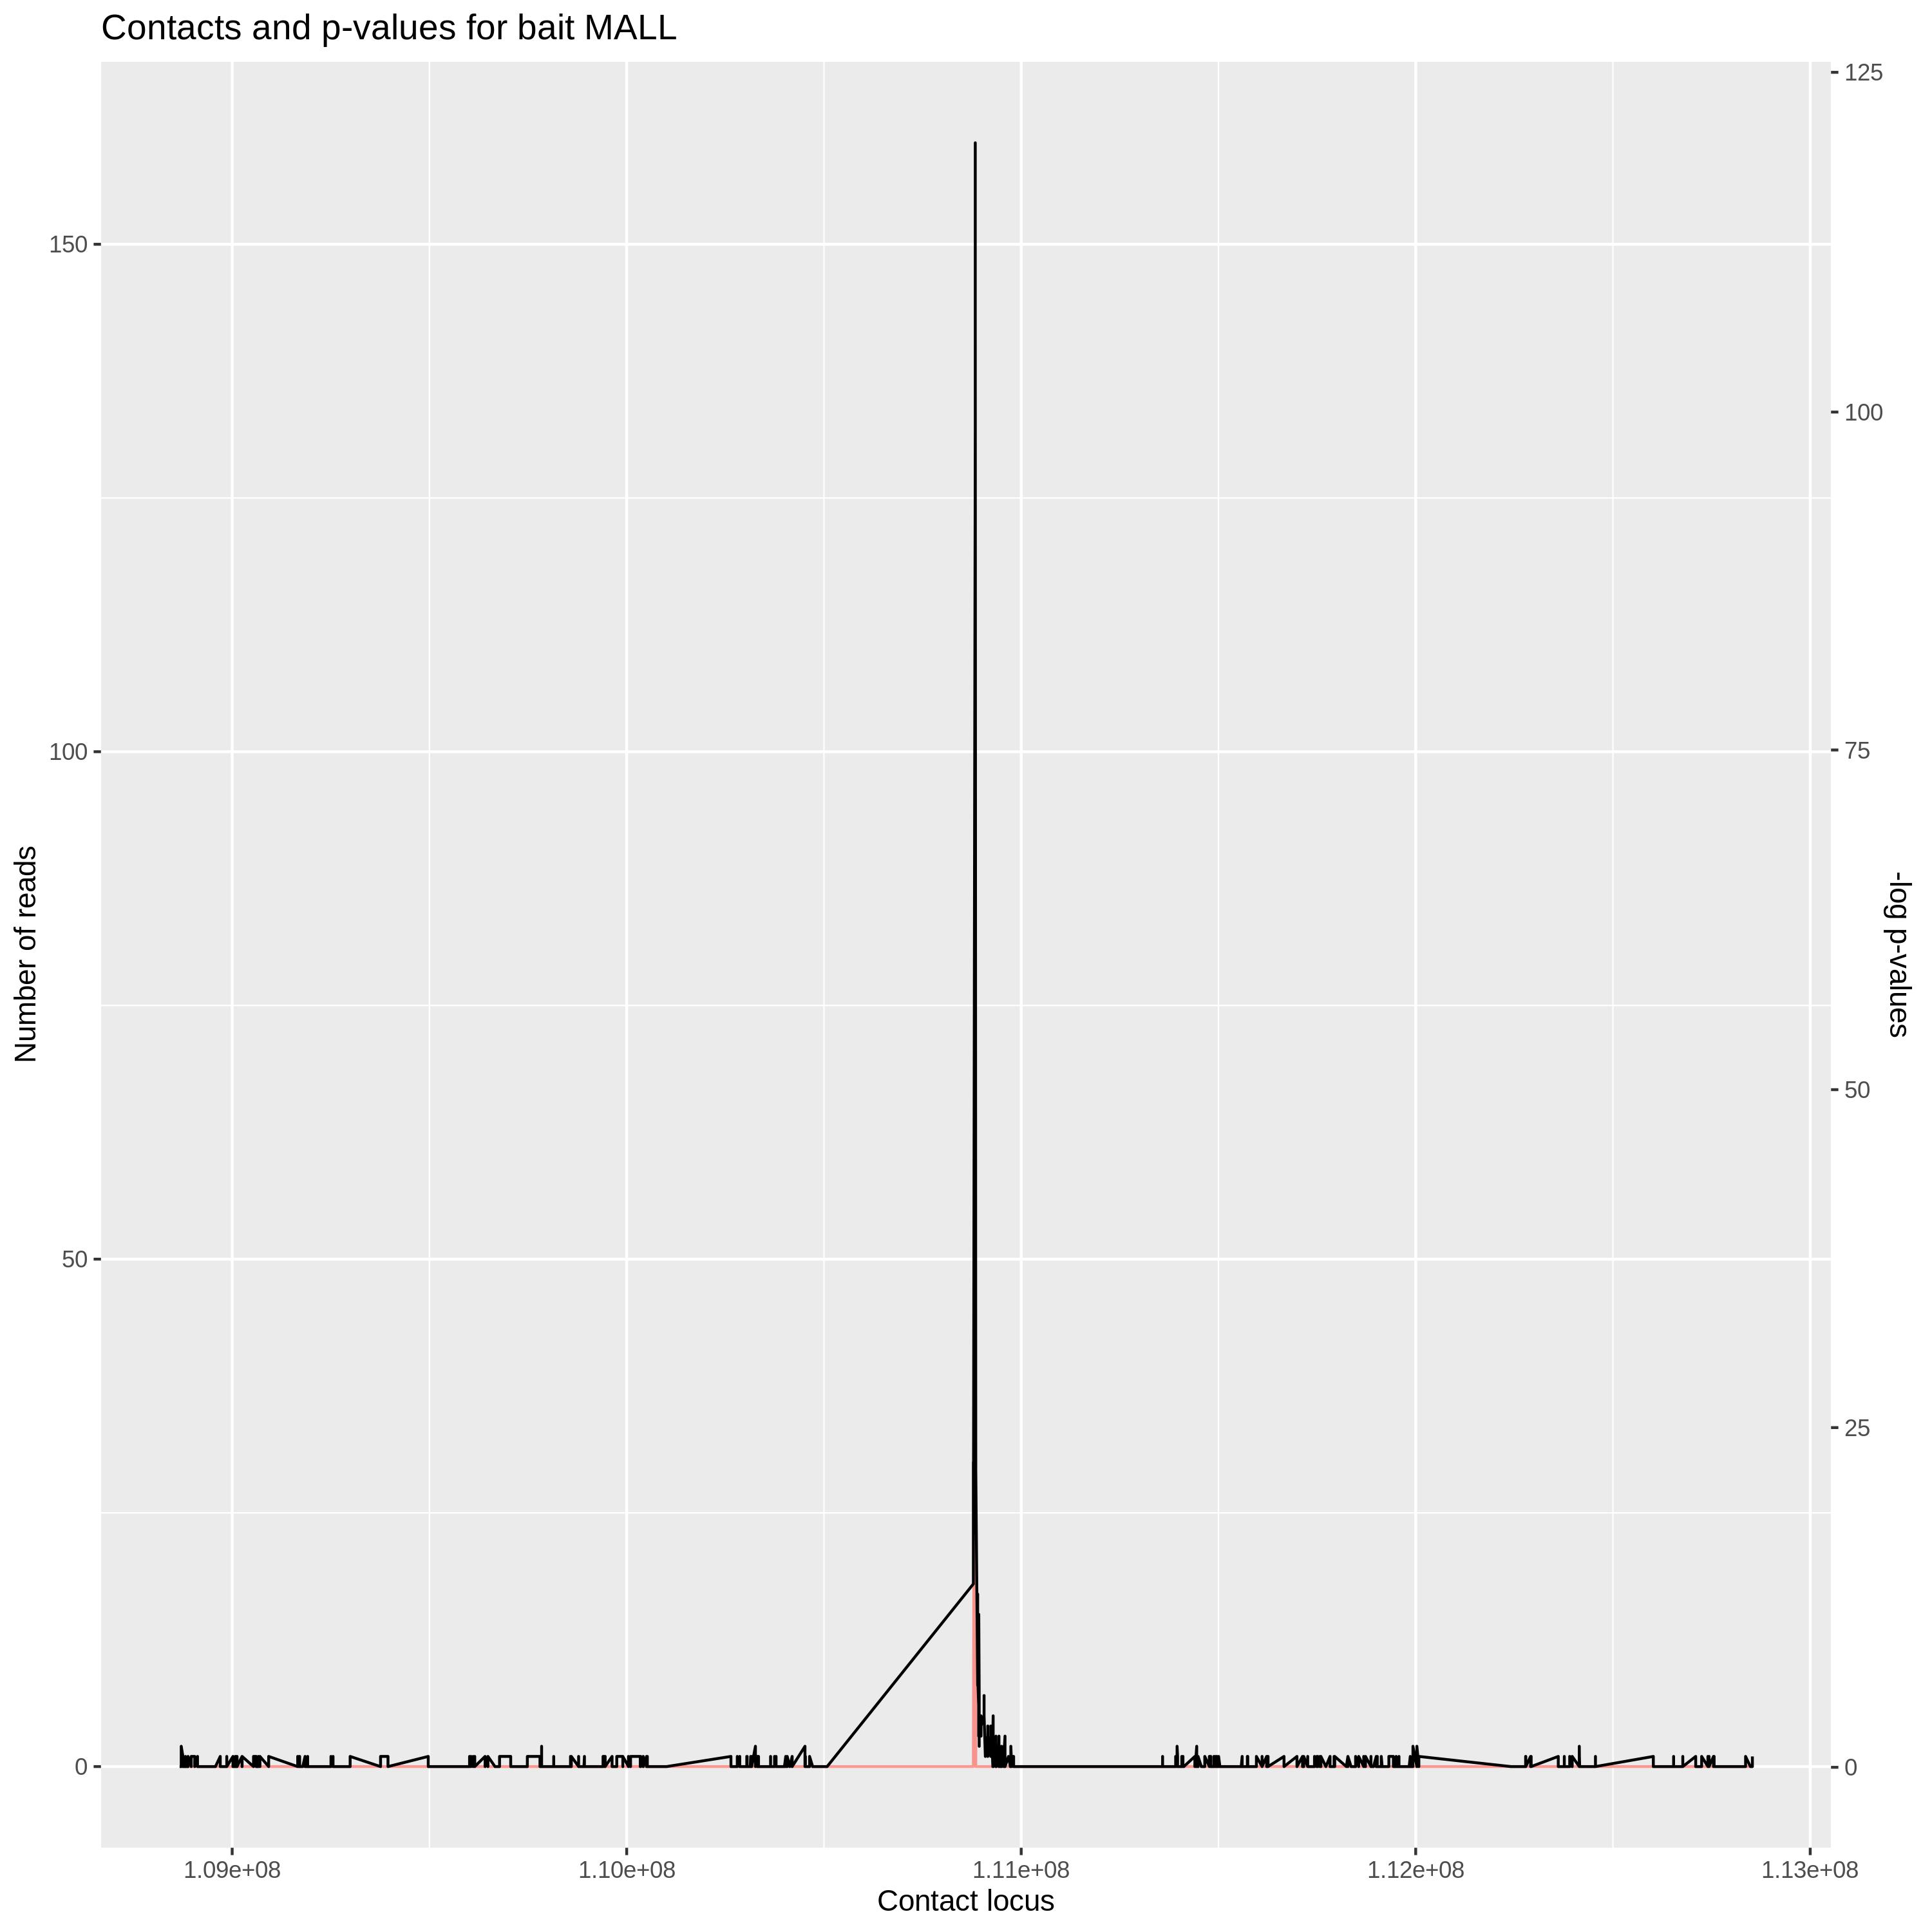 Contacts and p-values for bait MALL
125
150
100
100
75
50
50
25
0
0
Number of reads
-log p-values
1.09e+08 1.10e+08 1.11e+08 1.12e+08 1.13e+08
Contact locus